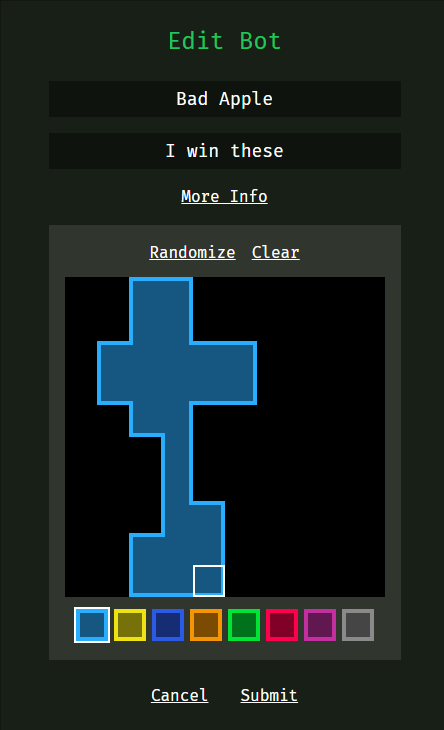 Edit Bot
Bad Apple
I win these
More Info
Randomize Clear
Cancel Submit